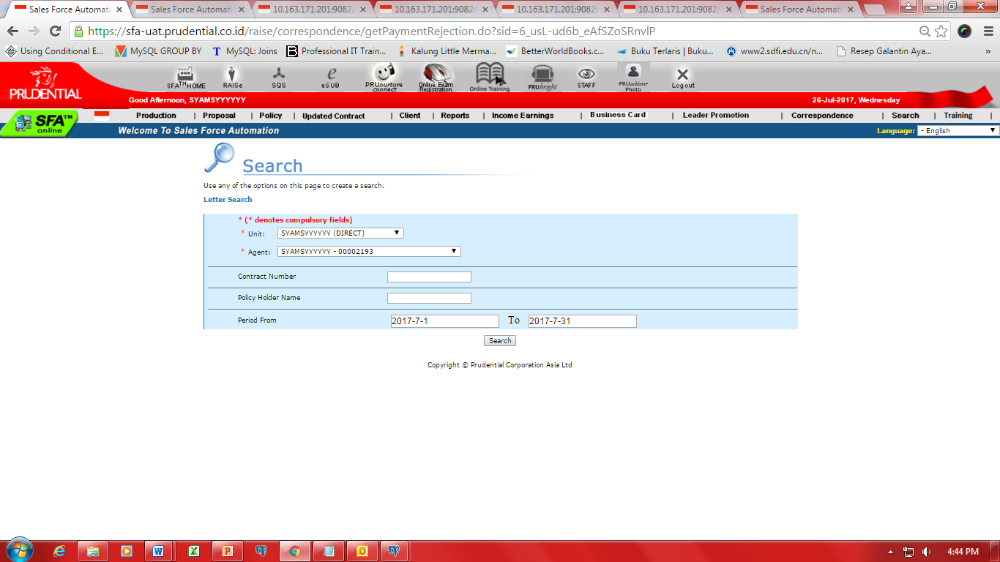 Sales Force Automati
Sales Force Automati
10.163.171.201:9082/
10.163.171.201:9082/
10.163.171.201:9082/
10.163.171.201:9082/
Sales Force Automati
https://sfa-uat.prudential.co.id/raise/correspondence/getPaymentRejection.do?sid=6_usL-ud6b_eAfSZoSRnvlP
Using Conditional E...
MySQL GROUP BY
MySQL: Joins
Professional IT Train...
Kalung Little Merma...
BetterWorldBooks.c...
Buku Terlaris | Buku...
www2.sdfi.edu.cn/n...
Resep Galantin Aya...
»
PRUDENTIAL
SFA™HOME
RAISe
SQS
eSUB
PRUnurture connect
Online Exam Registration
Online Training
PRUbright
STAFF
PRUachiever Photo
Logout
Good Afternoon, SYAMSYYYYYY
26-Jul-2017, Wednesday
SFA™ online
Production | Proposal | Policy | Updated Contract | Client | Reports | Income Earnings | Business Card | Leader Promotion | Correspondence | Search | Training |
Welcome To Sales Force Automation
Language: - English
Search
Use any of the options on this page to create a search.
Letter Search
* (* denotes compulsory fields)
* Unit: SYAMSYYYYYY (DIRECT)
* Agent: SYAMSYYYYYY - 00002193
Contract Number
Policy Holder Name
Period From 2017-7-1 To 2017-7-31
Search
Copyright © Prudential Corporation Asia Ltd
4:44 PM